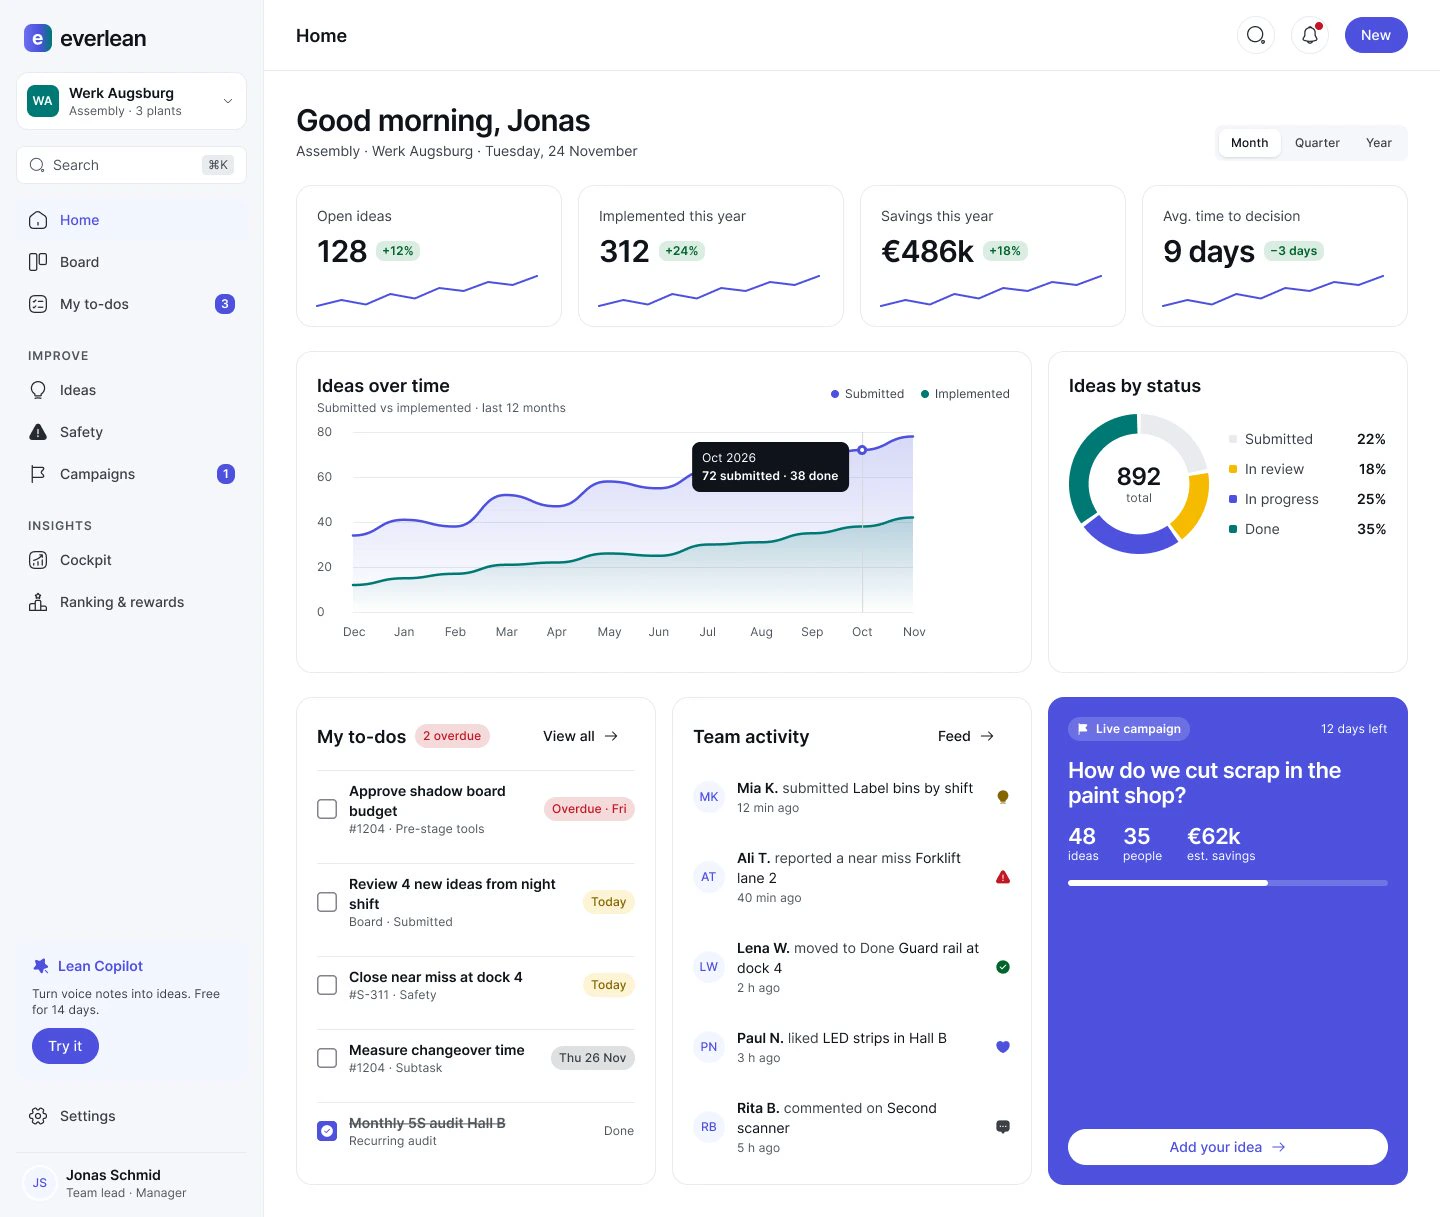 e everlean
WA
Werk Augsburg
Assembly · 3 plants
Search ⌘K
Home
Board
My to-dos 3
IMPROVE
Ideas
Safety
Campaigns 1
INSIGHTS
Cockpit
Ranking & rewards
Lean Copilot
Turn voice notes into ideas. Free
for 14 days.
Try it
Settings
JS
Jonas Schmid
Team lead · Manager
Home
New
Good morning, Jonas
Assembly · Werk Augsburg · Tuesday, 24 November
Month Quarter Year
Open ideas
128 +12%
Implemented this year
312 +24%
Savings this year
€486k +18%
Avg. time to decision
9 days −3 days
Ideas over time
Submitted vs implemented · last 12 months
Submitted Implemented
80
60
40
20
0
Oct 2026
72 submitted · 38 done
Dec Jan Feb Mar Apr May Jun Jul Aug Sep Oct Nov
Ideas by status
892
total
Submitted 22%
In review 18%
In progress 25%
Done 35%
My to-dos 2 overdue View all
Approve shadow board
budget
#1204 · Pre-stage tools
Overdue · Fri
Review 4 new ideas from night
shift
Board · Submitted
Today
Close near miss at dock 4
#S-311 · Safety
Today
Measure changeover time
#1204 · Subtask
Thu 26 Nov
Monthly 5S audit Hall B
Recurring audit
Done
Team activity Feed
MK
Mia K. submitted Label bins by shift
12 min ago
AT
Ali T. reported a near miss Forklift
lane 2
40 min ago
LW
Lena W. moved to Done Guard rail at
dock 4
2 h ago
PN
Paul N. liked LED strips in Hall B
3 h ago
RB
Rita B. commented on Second
scanner
5 h ago
Live campaign 12 days left
How do we cut scrap in the
paint shop?
48 35 €62k
ideas people est. savings
Add your idea